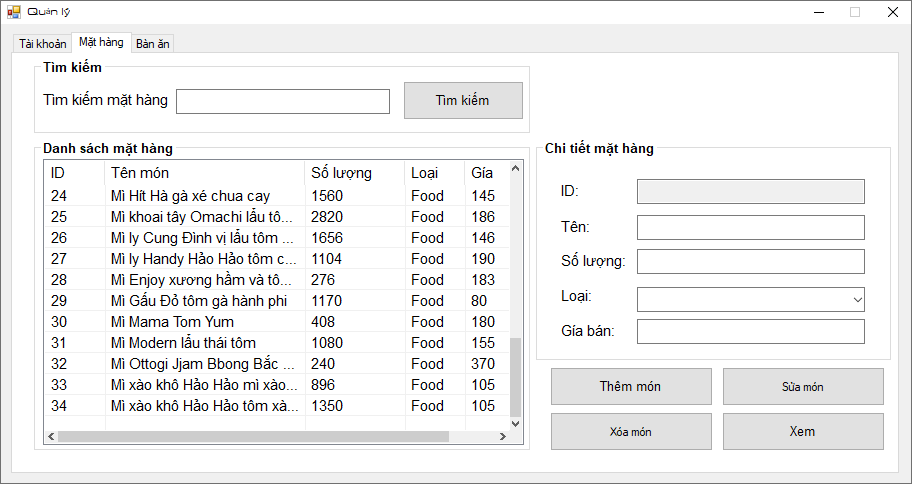 Quản lý
Tài khoản Mặt hàng Bàn ăn
Tìm kiếm
Tìm kiếm mặt hàng Tìm kiếm
Danh sách mặt hàng
ID Tên món Số lượng Loại Gía
24 Mì Hít Hà gà xé chua cay 1560 Food 145
25 Mì khoai tây Omachi lẩu tô... 2820 Food 186
26 Mì ly Cung Đình vị lẩu tôm ... 1656 Food 146
27 Mì ly Handy Hảo Hảo tôm c... 1104 Food 190
28 Mì Enjoy xương hầm và tô... 276 Food 183
29 Mì Gấu Đỏ tôm gà hành phi 1170 Food 80
30 Mì Mama Tom Yum 408 Food 180
31 Mì Modern lẩu thái tôm 1080 Food 155
32 Mì Ottogi Jjam Bbong Bắc ... 240 Food 370
33 Mì xào khô Hảo Hảo mì xào... 896 Food 105
34 Mì xào khô Hảo Hảo tôm xà... 1350 Food 105
Chi tiết mặt hàng
ID:
Tên:
Số lượng:
Loại:
Gía bán:
Thêm món Sửa món
Xóa món Xem